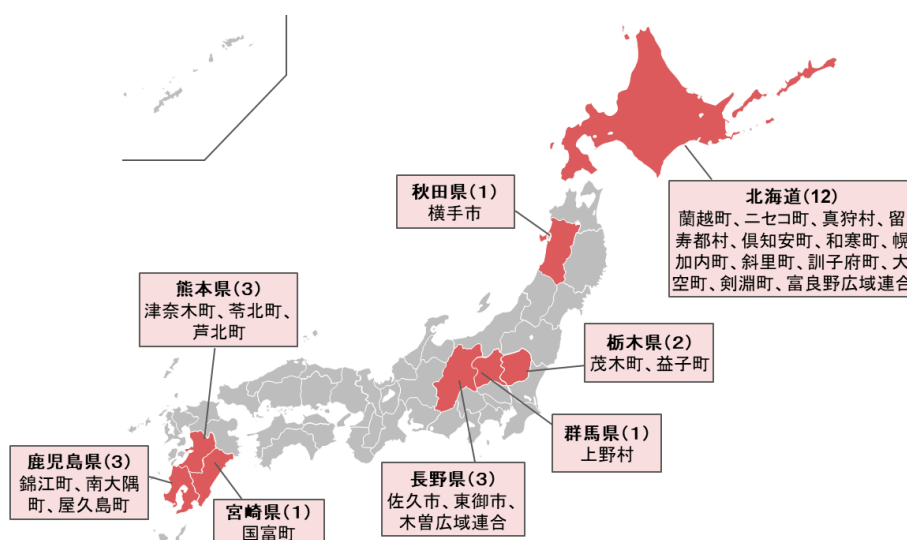 北海道(12)
蘭越町、ニセコ町、真狩村、留
寿都村、倶知安町、和寒町、幌
加内町、斜里町、訓子府町、大
空町、剣淵町、富良野広域連合
秋田県(1)
横手市
熊本県(3)
津奈木町、苓北町、
芦北町
栃木県(2)
茂木町、益子町
群馬県(1)
上野村
鹿児島県(3)
錦江町、南大隅
町、屋久島町
宮崎県(1)
国富町
長野県(3)
佐久市、東御市、
木曽広域連合